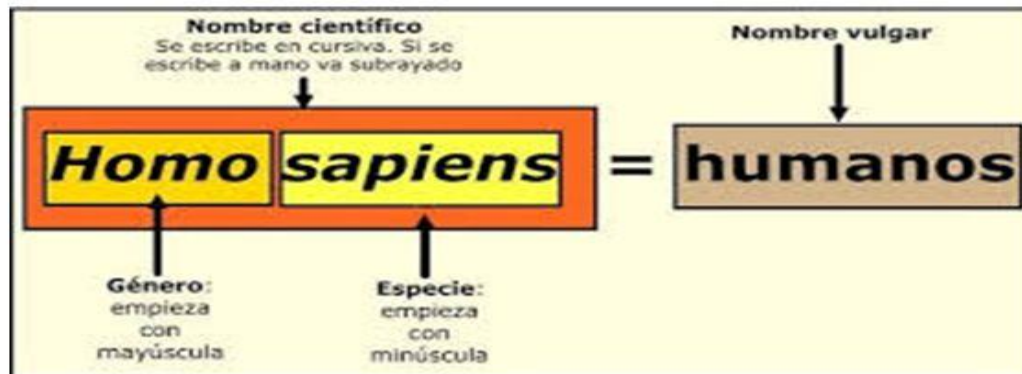 Nombre científico
Se escribe en cursiva. Si se
escribe a mano va subrayado
Nombre vulgar
Homo sapiens = humanos
Género:
empieza
con
mayúscula
Especie:
empieza
con
minúscula